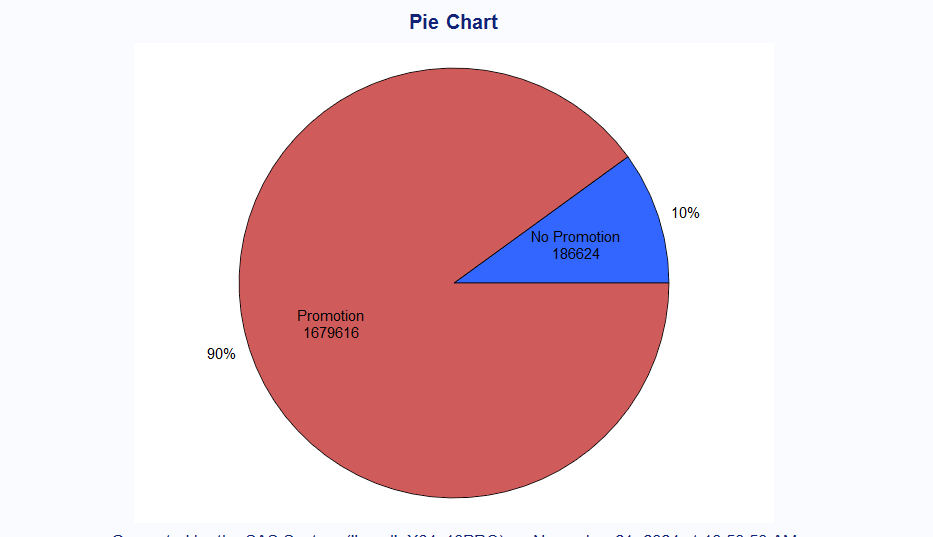 Pie Chart
10%
No Promotion
186624
Promotion
1679616
90%